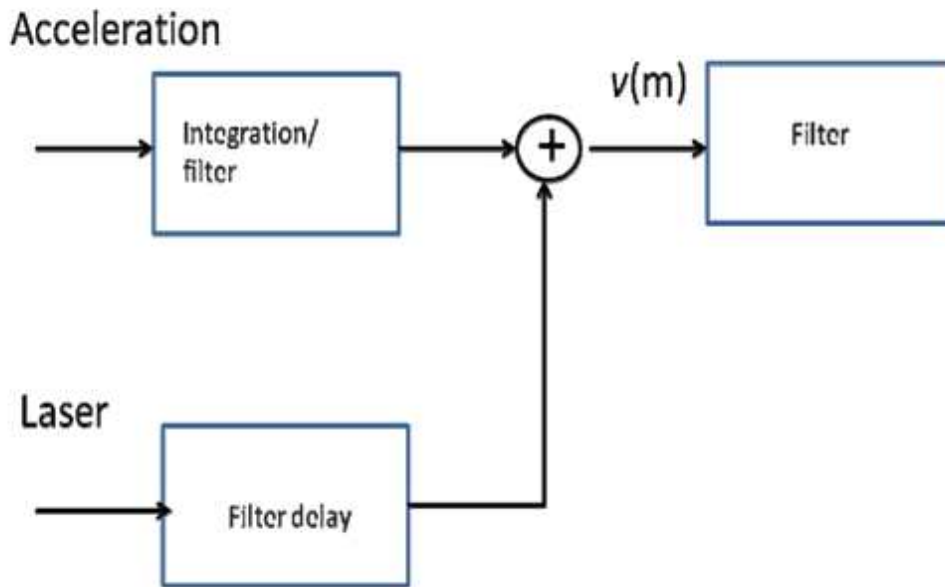 Acceleration
Integration/
filter
+
v(m)
Filter
Laser
Filter delay